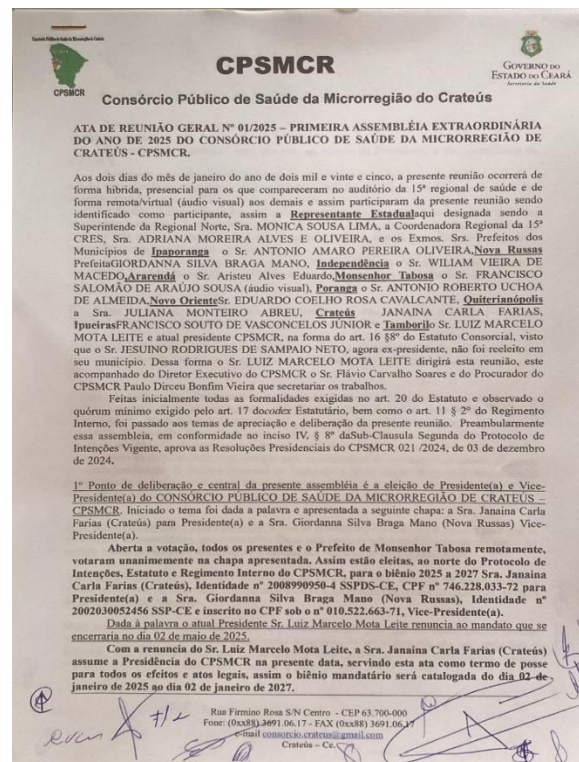 Consórcio Público de Saúde da Microrregião de Crateús
CPSMCR
CPSMCR
GOVERNO DO
ESTADO DO CEARÁ
Secretaria da Saúde
Consórcio Público de Saúde da Microrregião do Crateús
ATA DE REUNIÃO GERAL Nº 01/2025 – PRIMEIRA ASSEMBLÉIA EXTRAORDINÁRIA
DO ANO DE 2025 DO CONSÓRCIO PÚBLICO DE SAÚDE DA MICRORREGIÃO DE
CRATEÚS - CPSMCR.
Aos dois dias do mês de janeiro do ano de dois mil e vinte e cinco, a presente reunião ocorrerá de
forma hibrida, presencial para os que compareceram no auditório da 15ª regional de saúde e de
forma remota/virtual (áudio visual) aos demais e assim participaram da presente reunião sendo
identificado como participante, assim a Representante Estadualaqui designada sendo a
Superintende da Regional Norte, Sra. MONICA SOUSA LIMA, a Coordenadora Regional da 15ª
CRES, Sra. ADRIANA MOREIRA ALVES E OLIVEIRA, e os Exmos. Srs. Prefeitos dos
Municipios de Ipaporanga o Sr. ANTONIO AMARO PEREIRA OLIVEIRA,Nova Russas
PrefeitaGIORDANNA SILVA BRAGA MANO, Independência o Sr. WILIAM VIEIRA DE
MACEDO,Ararendá o Sr. Aristeu Alves Eduardo,Monsenhor Tabosa o Sr. FRANCISCO
SALOMÃO DE ARAÚJO SOUSA (áudio visual), Poranga o Sr. ANTONIO ROBERTO UCHOA
DE ALMEIDA,Novo OrienteSr. EDUARDO COELHO ROSA CAVALCANTE, Quiterianópolis
a Sra. JULIANA MONTEIRO ABREU, Crateús JANAINA CARLA FARIAS,
IpueirasFRANCISCO SOUTO DE VASCONCELOS JÚNIOR e Tamborilo Sr. LUIZ MARCELO
MOTA LEITE e atual presidente CPSMCR, na forma do art. 16 §8º do Estatuto Consorcial, visto
que o Sr. JESUINO RODRIGUES DE SAMPAIO NETO, agora ex-presidente, não foi reeleito em
seu município. Dessa forma o Sr. LUIZ MARCELO MOTA LEITE dirigirá esta reunião, este
acompanhado do Diretor Executivo do CPSMCR o Sr. Flávio Carvalho Soares e do Procurador do
CPSMCR Paulo Dirceu Bonfim Vieira que secretariar os trabalhos.
Feitas inicialmente todas as formalidades exigidas no art. 20 do Estatuto e observado o
quórum mínimo exigido pelo art. 17 docodex Estatutário, bem como o art. 11 § 2º do Regimento
Interno, foi passado aos temas de apreciação e deliberação da presente reunião. Preambularmente
essa assembleia, em conformidade ao inciso IV, § 8º daSub-Clausula Segunda do Protocolo de
Intenções Vigente, aprova as Resoluções Presidenciais do CPSMCR 021 /2024, de 03 de dezembro
de 2024.
1º Ponto de deliberação e central da presente assembléia é a eleição de Presidente(a) e Vice-
Presidente(a) do CONSÓRCIO PÚBLICO DE SAÚDE DA MICRORREGIÃO DE CRATEÚS –
CPSMCR. Iniciado o tema foi dada a palavra e apresentada a seguinte chapa: a Sra. Janaina Carla
Farias (Crateús) para Presidente(a) e a Sra. Giordanna Silva Braga Mano (Nova Russas) Vice-
Presidente(a).
Aberta a votação, todos os presentes e o Prefeito de Monsenhor Tabosa remotamente,
votaram unanimemente na chapa apresentada. Assim estão eleitas, ao norte do Protocolo de
Intenções, Estatuto e Regimento Interno do CPSMCR, para o biênio 2025 a 2027 Sra. Janaina
Carla Farias (Crateús), Identidade nº 2008990950-4 SSPDS-CE, CPF nº 746.228.033-72 para
Presidente(a) e a Sra. Giordanna Silva Braga Mano (Nova Russas), Identidade nº
2002030052456 SSP-CE e inscrito no CPF sob o nº 010.522.663-71, Vice-Presidente(a).
Dada à palavra o atual Presidente Sr. Luiz Marcelo Mota Leite renuncia ao mandato que se
encerraria no dia 02 de maio de 2025.
Com a renuncia do Sr. Luiz Marcelo Mota Leite, a Sra. Janaina Carla Farias (Crateús)
assume a Presidência do CPSMCR na presente data, servindo esta ata como termo de posse
para todos os efeitos e atos legais, assim o biênio mandatário será catalogada do dia 02 de
janeiro de 2025 ao dia 02 de janeiro de 2027.
Rua Firmino Rosa S/N Centro - CEP 63.700-000
Fone: (0xx88) 3691.06.17 - FAX (0xx88) 3691.06.17
e-mail consorcio.crateus@gmail.com
Crateús – Ce.